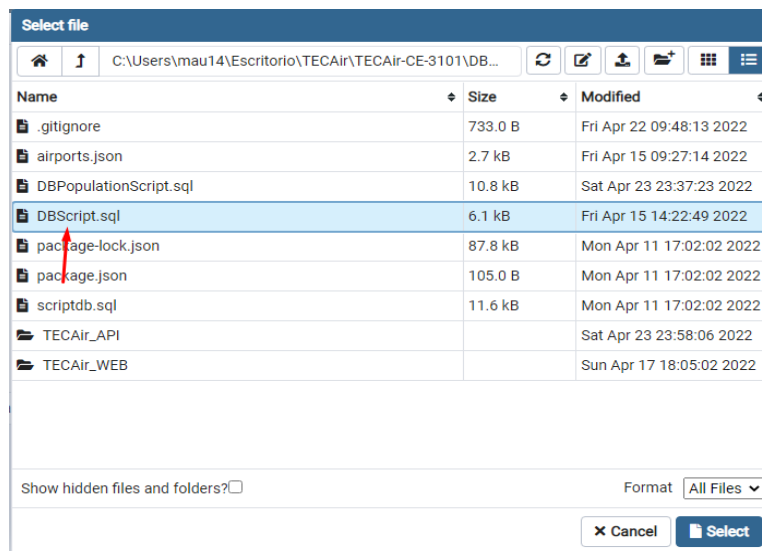 Select file
C:\Users\mau14\Escritorio\TECAir\TECAir-CE-3101\DB...
Name Size Modified
.gitignore 733.0 B Fri Apr 22 09:48:13 2022
airports.json 2.7 kB Fri Apr 15 09:27:14 2022
DBPopulationScript.sql 10.8 kB Sat Apr 23 23:37:23 2022
DBScript.sql 6.1 kB Fri Apr 15 14:22:49 2022
package-lock.json 87.8 kB Mon Apr 11 17:02:02 2022
package.json 105.0 B Mon Apr 11 17:02:02 2022
scriptdb.sql 11.6 kB Mon Apr 11 17:02:02 2022
TECAir_API Sat Apr 23 23:58:06 2022
TECAir_WEB Sun Apr 17 18:05:02 2022
Show hidden files and folders? Format All Files
Cancel Select